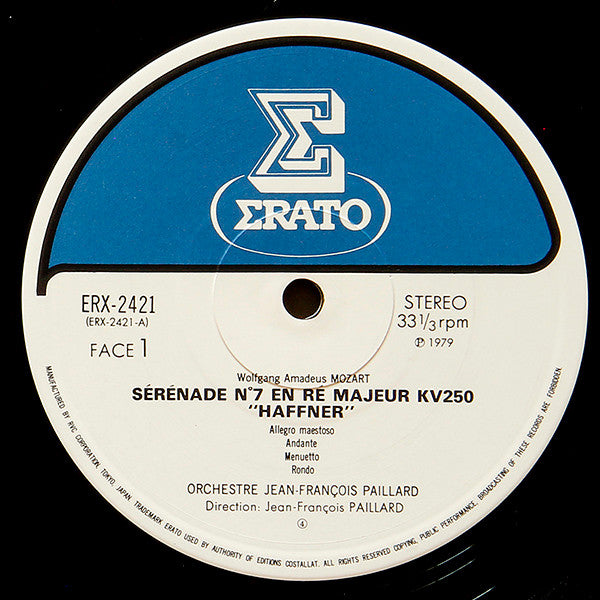 Σ
ΣRATO
ERX-2421
(ERX-2421-A)
FACE 1
STEREO
33 1/3 rpm
℗ 1979
Wolfgang Amadeus MOZART
SÉRÉNADE N°7 EN RÉ MAJEUR KV250
"HAFFNER"
Allegro maestoso
Andante
Menuetto
Rondo
ORCHESTRE JEAN-FRANÇOIS PAILLARD
Direction: Jean-François PAILLARD
④
MANUFACTURED BY RVC CORPORATION, TOKYO, JAPAN. TRADEMARK ERATO USED BY AUTHORITY OF EDITIONS COSTALLAT. ALL RIGHTS RESERVED COPYING, PUBLIC PERFORMANCE, BROADCASTING OF THESE RECORDS ARE FORBIDDEN